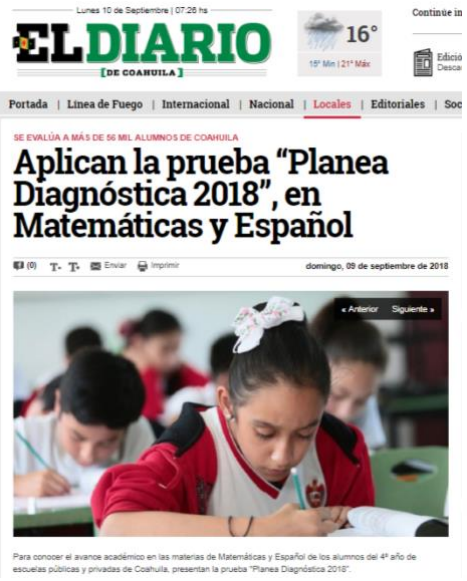 Lunes 10 de Septiembre | 07:26 hs
Continúe in
EL DIARIO
[DE COAHUILA]
16°
15° Min | 21° Máx
Edició
Desca
Portada | Línea de Fuego | Internacional | Nacional | Locales | Editoriales | Soc
SE EVALÚA A MÁS DE 56 MIL ALUMNOS DE COAHUILA
Aplican la prueba “Planea
Diagnóstica 2018”, en
Matemáticas y Español
(0) T- T+ Enviar Imprimir
domingo, 09 de septiembre de 2018
« Anterior Siguiente »
Para conocer el avance académico en las materias de Matemáticas y Español de los alumnos del 4º año de
escuelas públicas y privadas de Coahuila, presentan la prueba "Planea Diagnóstica 2018".